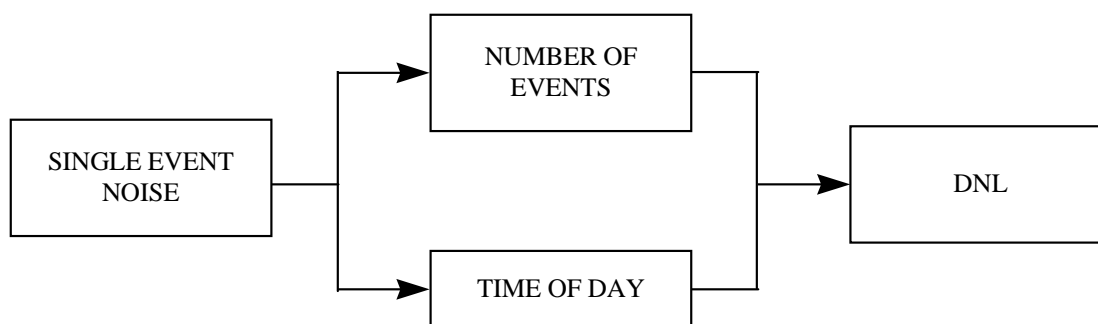 NUMBER OF
EVENTS
SINGLE EVENT
NOISE
DNL
TIME OF DAY